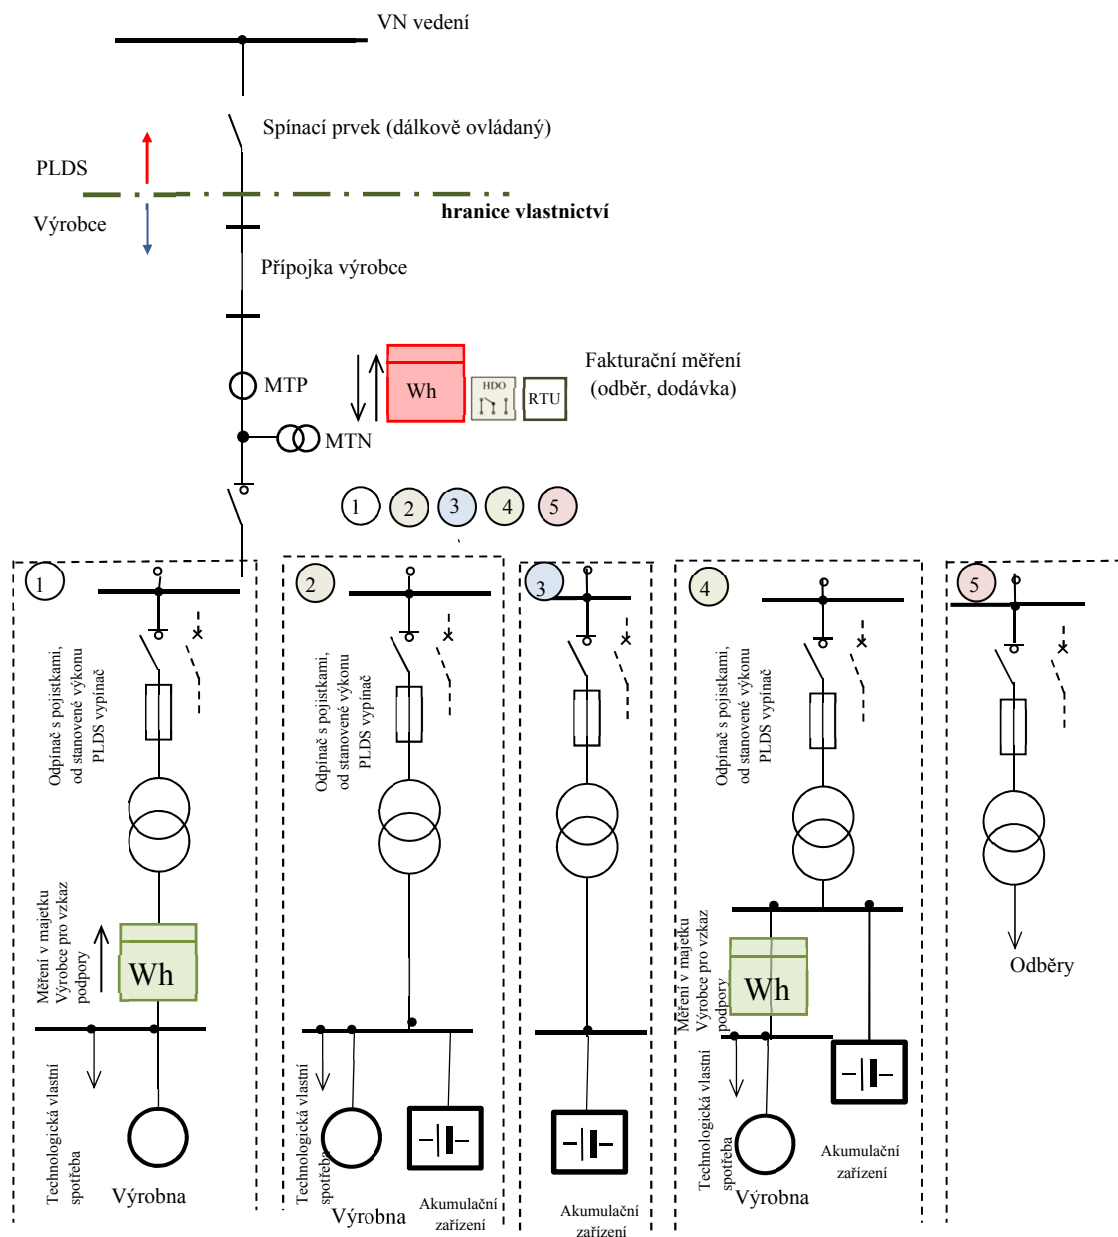 VN vedení
Spínací prvek (dálkově ovládaný)
PLDS
Výrobce
hranice vlastnictví
Přípojka výrobce
Fakturační měření
(odběr, dodávka)
MTP
Wh
HDO
RTU
MTN
1
2
3
4
5
1
Odpínač s pojistkami,
od stanovené výkonu
PLDS vypínač
Měření v majetku
Výrobce pro vzkaz
podpory
Wh
Technologická vlastní
spotřeba
Výrobna
2
Odpínač s pojistkami,
od stanovené výkonu
PLDS vypínač
Technologická vlastní
spotřeba
Výrobna
Akumulační
zařízení
3
Akumulační
zařízení
4
Odpínač s pojistkami,
od stanovené výkonu
PLDS vypínač
Měření v majetku
Výrobce pro vzkaz
podpory
Wh
Technologická vlastní
spotřeba
Výrobna
Akumulační
zařízení
5
Odběry